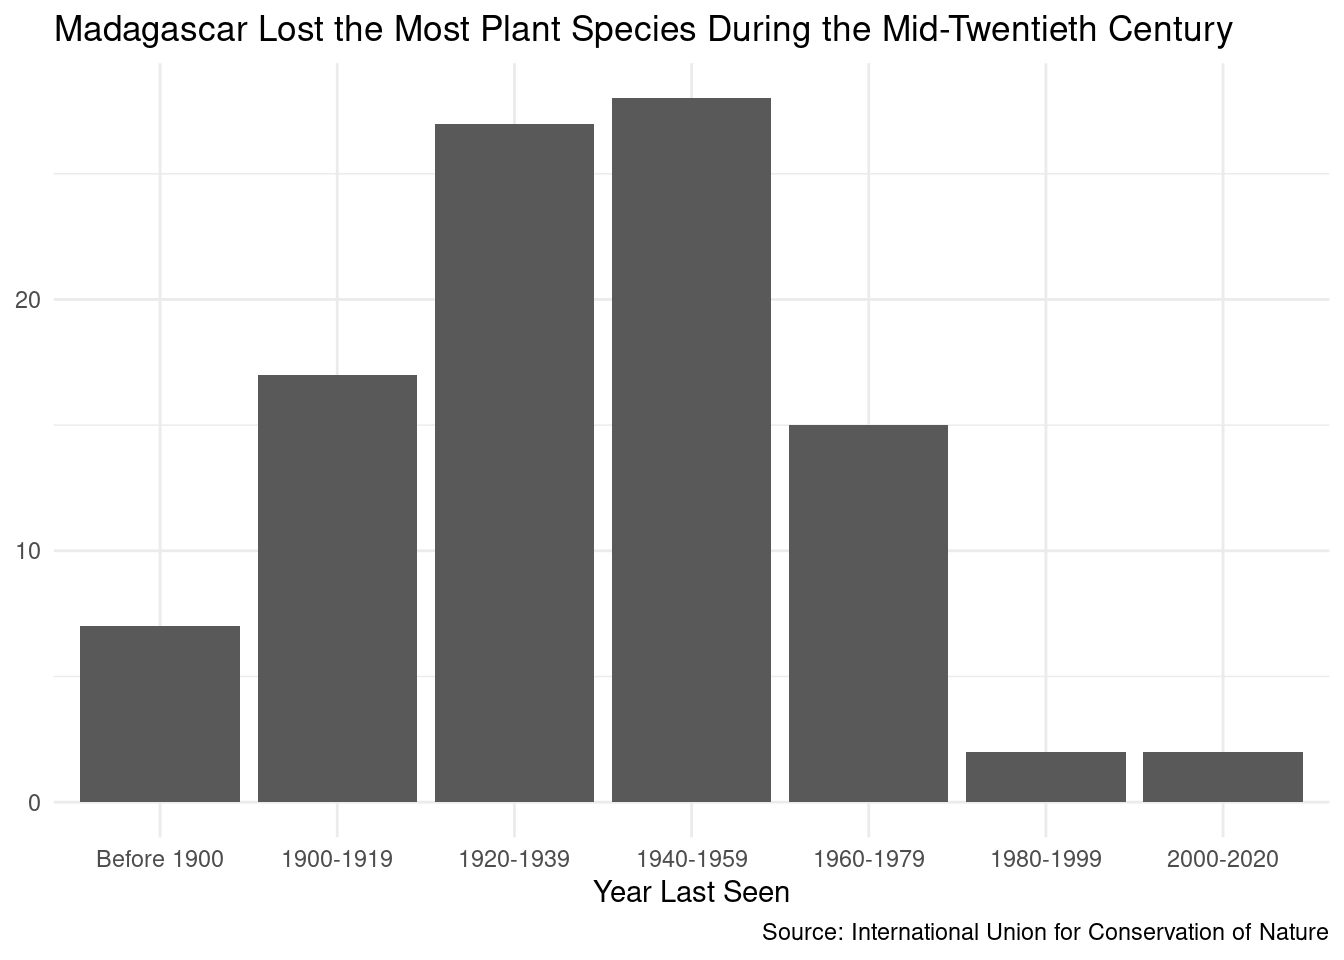 Madagascar Lost the Most Plant Species During the Mid-Twentieth Century
20
10
0
Before 1900 1900-1919 1920-1939 1940-1959 1960-1979 1980-1999 2000-2020
Year Last Seen
Source: International Union for Conservation of Nature